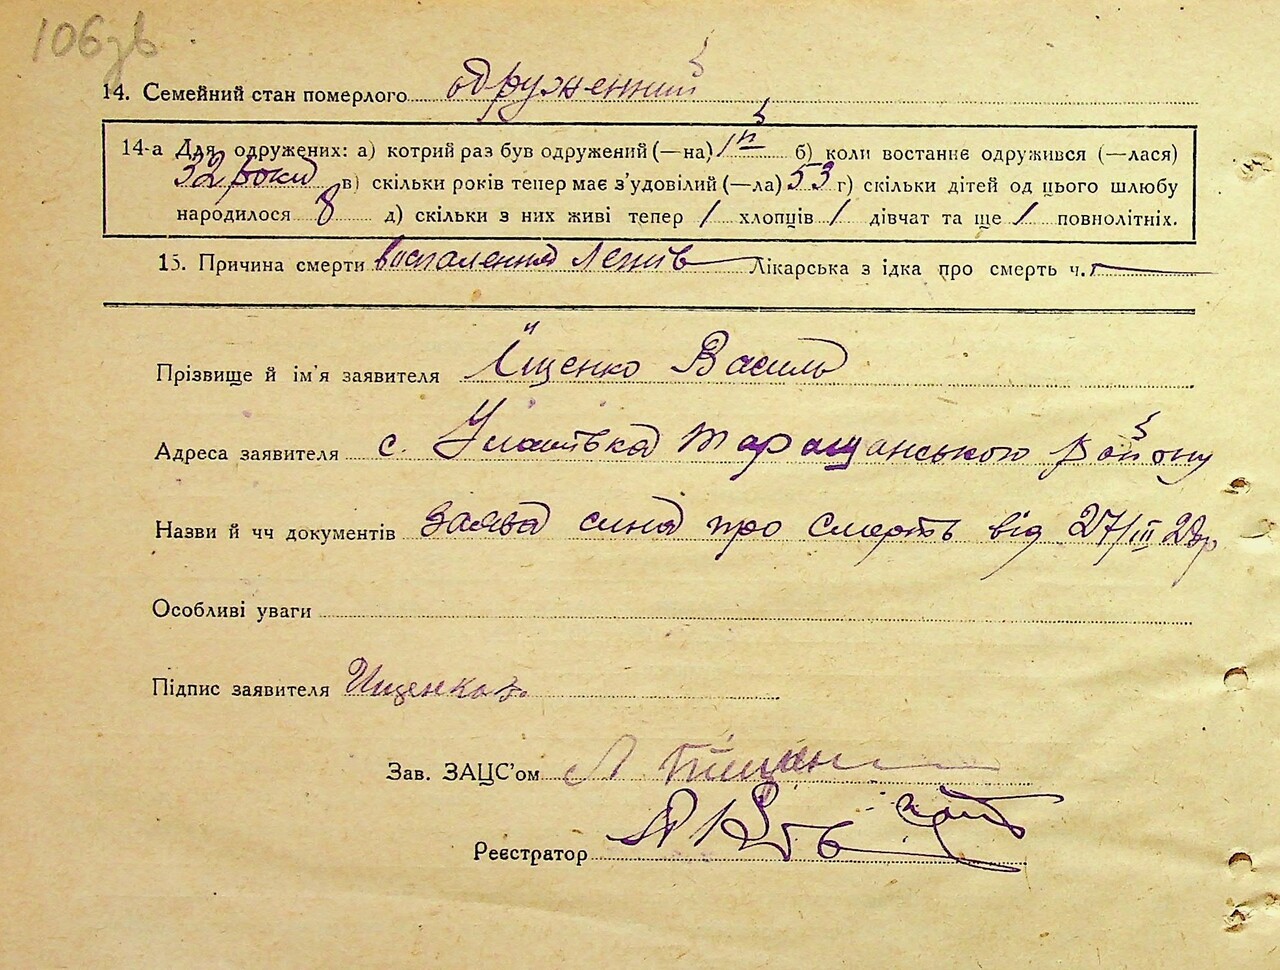 106зв
14. Семейний стан померлого одруженний
14-а Для одружених: а) котрий раз був одружений (—на) 1й б) коли востаннє одружився (—лася)
32 роки в) скільки років тепер має з'удовілий (—ла) 53 г) скільки дітей од цього шлюбу
народилося 8 д) скільки з них живі тепер 1 хлопців 1 дівчат та ще 1 повнолітніх.
15. Причина смерти воспалення Легнів Лікарська з ідка про смерть ч.
Прізвище й ім'я заявителя Іщенко Василь
Адреса заявителя с. Улашівка Таращанського Району
Назви й чч документів заява сина про смерть від 27/III 28р
Особливі уваги
Підпис заявителя Ищенко в.
Зав. ЗАЦС'ом
Реєстратор